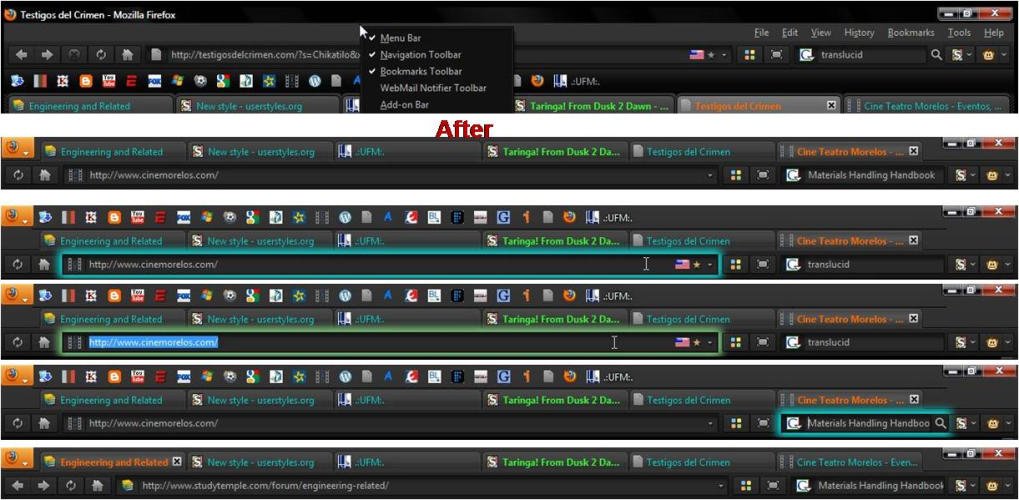 Testigos del Crimen - Mozilla Firefox
File Edit View History Bookmarks Tools Help
Menu Bar
http://testigosdelcrimen.com/?s=Chikatilo&x
Navigation Toolbar
translucid
Bookmarks Toolbar
WebMail Notifier Toolbar
.:UFM:.
Add-on Bar
Engineering and Related New style - userstyles.org Taringa! From Dusk 2 Dawn - ... Testigos del Crimen Cine Teatro Morelos - Eventos, ...
After
Engineering and Related New style - userstyles.org .:UFM:. Taringa! From Dusk 2 Da... Testigos del Crimen Cine Teatro Morelos - ...
http://www.cinemorelos.com/ Materials Handling Handbook
.:UFM:.
Engineering and Related New style - userstyles.org .:UFM:. Taringa! From Dusk 2 Da... Testigos del Crimen Cine Teatro Morelos - ...
http://www.cinemorelos.com/ translucid
.:UFM:.
Engineering and Related New style - userstyles.org .:UFM:. Taringa! From Dusk 2 Da... Testigos del Crimen Cine Teatro Morelos - ...
http://www.cinemorelos.com/ translucid
.:UFM:.
Engineering and Related New style - userstyles.org .:UFM:. Taringa! From Dusk 2 Da... Testigos del Crimen Cine Teatro Morelos - ...
http://www.cinemorelos.com/ Materials Handling Handboo
Engineering and Related New style - userstyles.org .:UFM:. Taringa! From Dusk 2 Da... Testigos del Crimen Cine Teatro Morelos - Even...
http://www.studytemple.com/forum/engineering-related/ Materials Handling Handbook